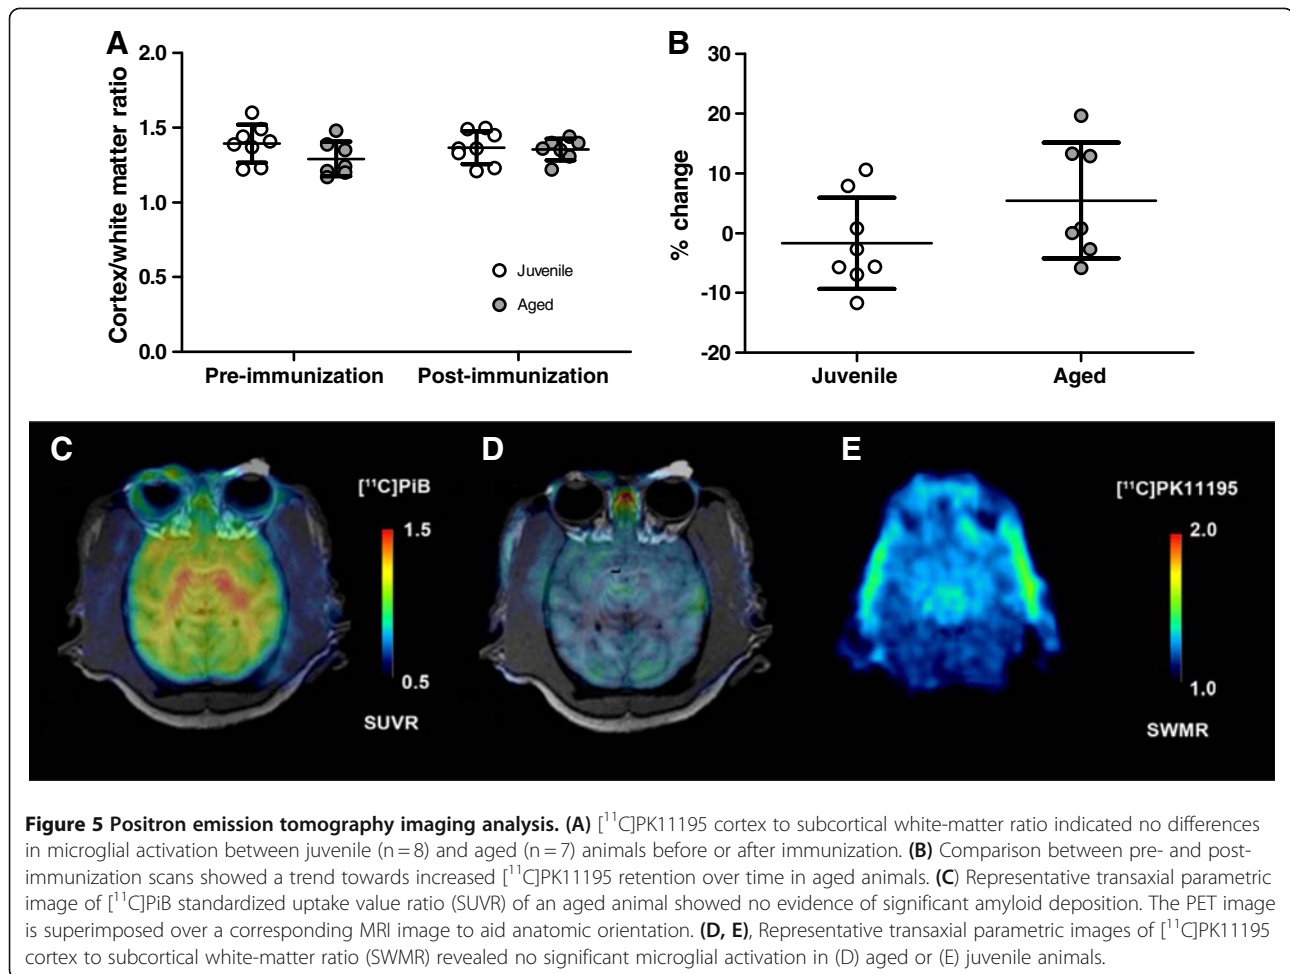 A
B
2.0
1.5
1.0
0.5
0.0
Cortex/white matter ratio
Juvenile
Aged
Pre-immunization
Post-immunization
30
20
10
0
-10
-20
% change
Juvenile
Aged
C
[¹¹C]PiB
1.5
0.5
SUVR
D
E
[¹¹C]PK11195
2.0
1.0
SWMR
Figure 5 Positron emission tomography imaging analysis. (A) [¹¹C]PK11195 cortex to subcortical white-matter ratio indicated no differences
in microglial activation between juvenile (n = 8) and aged (n = 7) animals before or after immunization. (B) Comparison between pre- and post-
immunization scans showed a trend towards increased [¹¹C]PK11195 retention over time in aged animals. (C) Representative transaxial parametric
image of [¹¹C]PiB standardized uptake value ratio (SUVR) of an aged animal showed no evidence of significant amyloid deposition. The PET image
is superimposed over a corresponding MRI image to aid anatomic orientation. (D, E), Representative transaxial parametric images of [¹¹C]PK11195
cortex to subcortical white-matter ratio (SWMR) revealed no significant microglial activation in (D) aged or (E) juvenile animals.